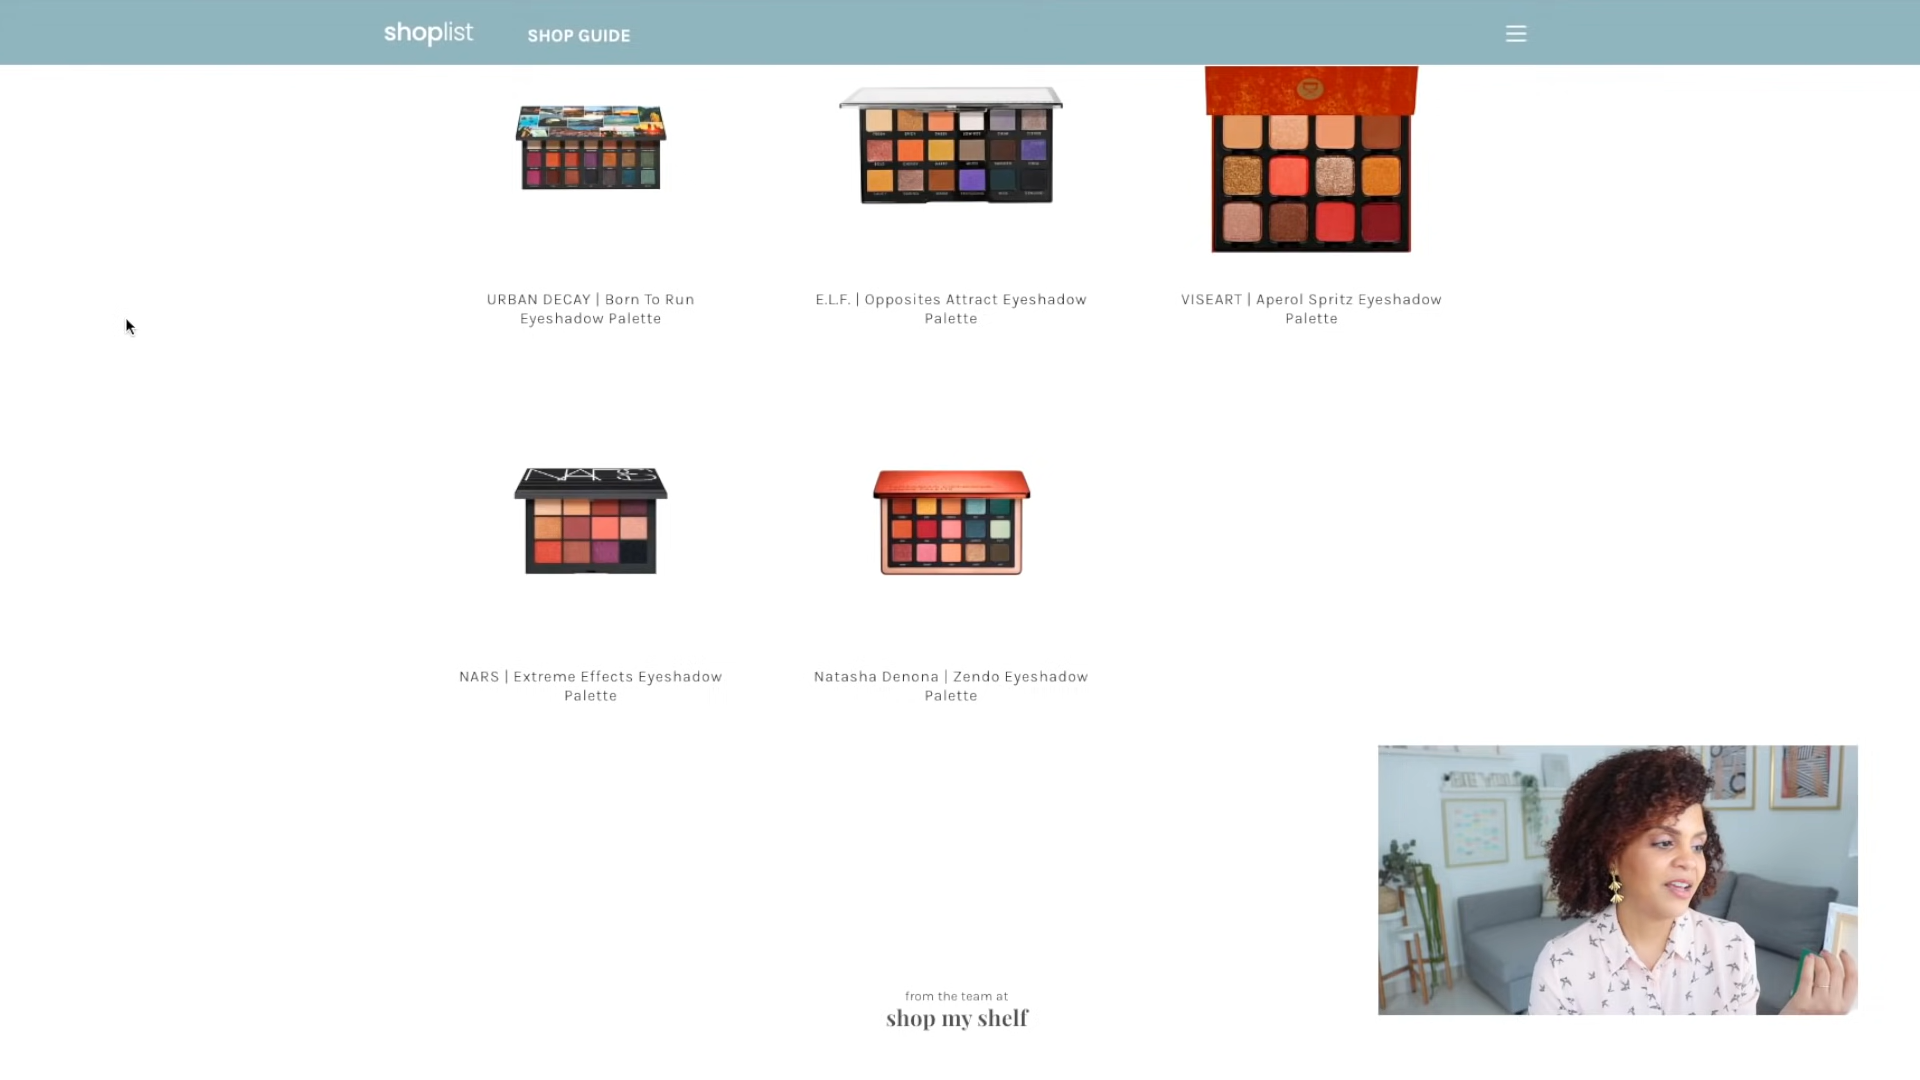 shoplist
SHOP GUIDE
URBAN DECAY | Born To Run
Eyeshadow Palette
E.L.F. | Opposites Attract Eyeshadow
Palette
VISEART | Aperol Spritz Eyeshadow
Palette
NARS
NARS | Extreme Effects Eyeshadow
Palette
Natasha Denona | Zendo Eyeshadow
Palette
from the team at
shop my shelf